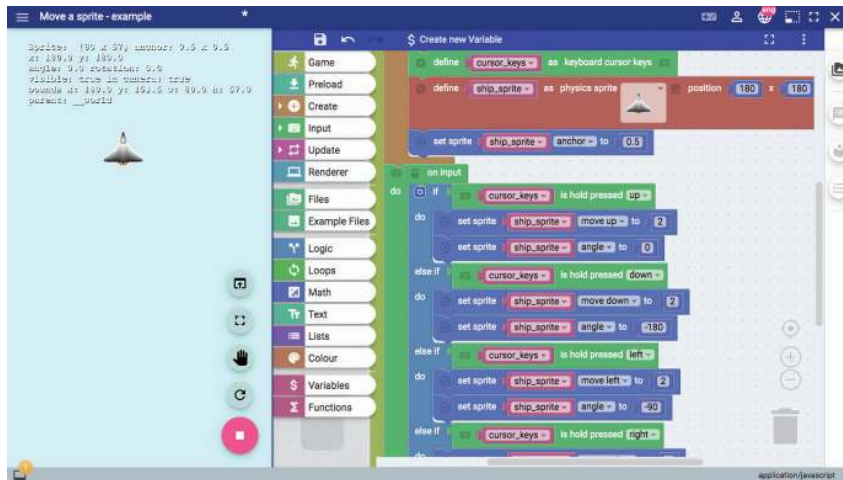 Move a sprite - example *
eng
Sprite: (80 x 57) anchor: 0.5 x 0.5
x: 180.0 y: 180.0
angle: 0.0 rotation: 0.0
visible: true in camera: true
parent: __world
$ Create new Variable
Game
Preload
Create
Input
Update
Renderer
Files
Example Files
Logic
Loops
Math
Tr Text
Lists
Colour
$ Variables
Σ Functions
define cursor_keys as keyboard cursor keys
define ship_sprite as physics sprite position 180 x 180
set sprite ship_sprite anchor to 0.5
on input
do if cursor_keys is hold pressed up
do set sprite ship_sprite move up to 2
set sprite ship_sprite angle to 0
else if cursor_keys is hold pressed down
do set sprite ship_sprite move down to 2
set sprite ship_sprite angle to -180
else if cursor_keys is hold pressed left
do set sprite ship_sprite move left to 2
set sprite ship_sprite angle to -90
else if cursor_keys is hold pressed right
do
application/javascript